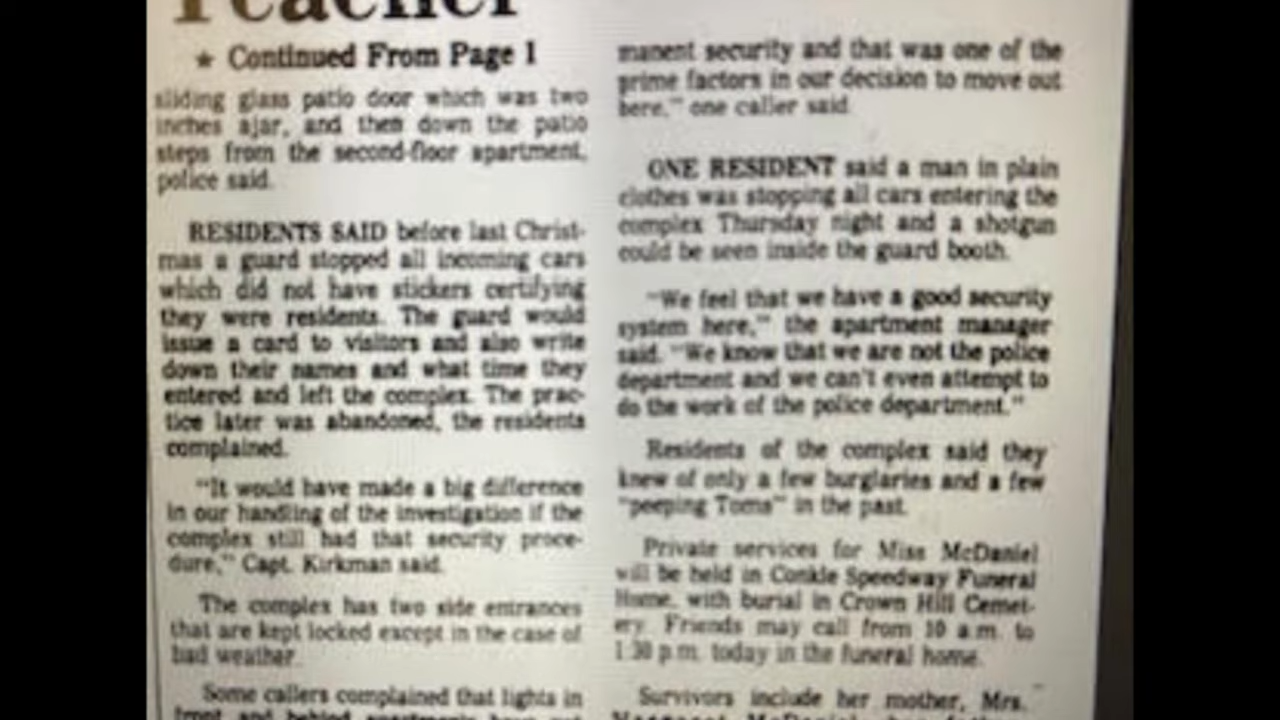 Teacher
★ Continued From Page 1
sliding glass patio door which was two
inches ajar, and then down the patio
steps from the second-floor apartment,
police said.
RESIDENTS SAID before last Christ-
mas a guard stopped all incoming cars
which did not have stickers certifying
they were residents. The guard would
issue a card to visitors and also write
down their names and what time they
entered and left the complex. The prac-
tice later was abandoned, the residents
complained.
"It would have made a big difference
in our handling of the investigation if the
complex still had that security proce-
dure," Capt. Kirkman said.
The complex has two side entrances
that are kept locked except in the case of
bad weather.
Some callers complained that lights in
front and behind apartments
manent security and that was one of the
prime factors in our decision to move out
here," one caller said.
ONE RESIDENT said a man in plain
clothes was stopping all cars entering the
complex Thursday night and a shotgun
could be seen inside the guard booth.
"We feel that we have a good security
system here," the apartment manager
said. "We know that we are not the police
department and we can't even attempt to
do the work of the police department."
Residents of the complex said they
knew of only a few burglaries and a few
"peeping Toms" in the past.
Private services for Miss McDaniel
will be held in Conkle Speedway Funeral
Home, with burial in Crown Hill Cemet-
ery. Friends may call from 10 a.m. to
1:30 p.m. today in the funeral home.
Survivors include her mother, Mrs.
McDaniel